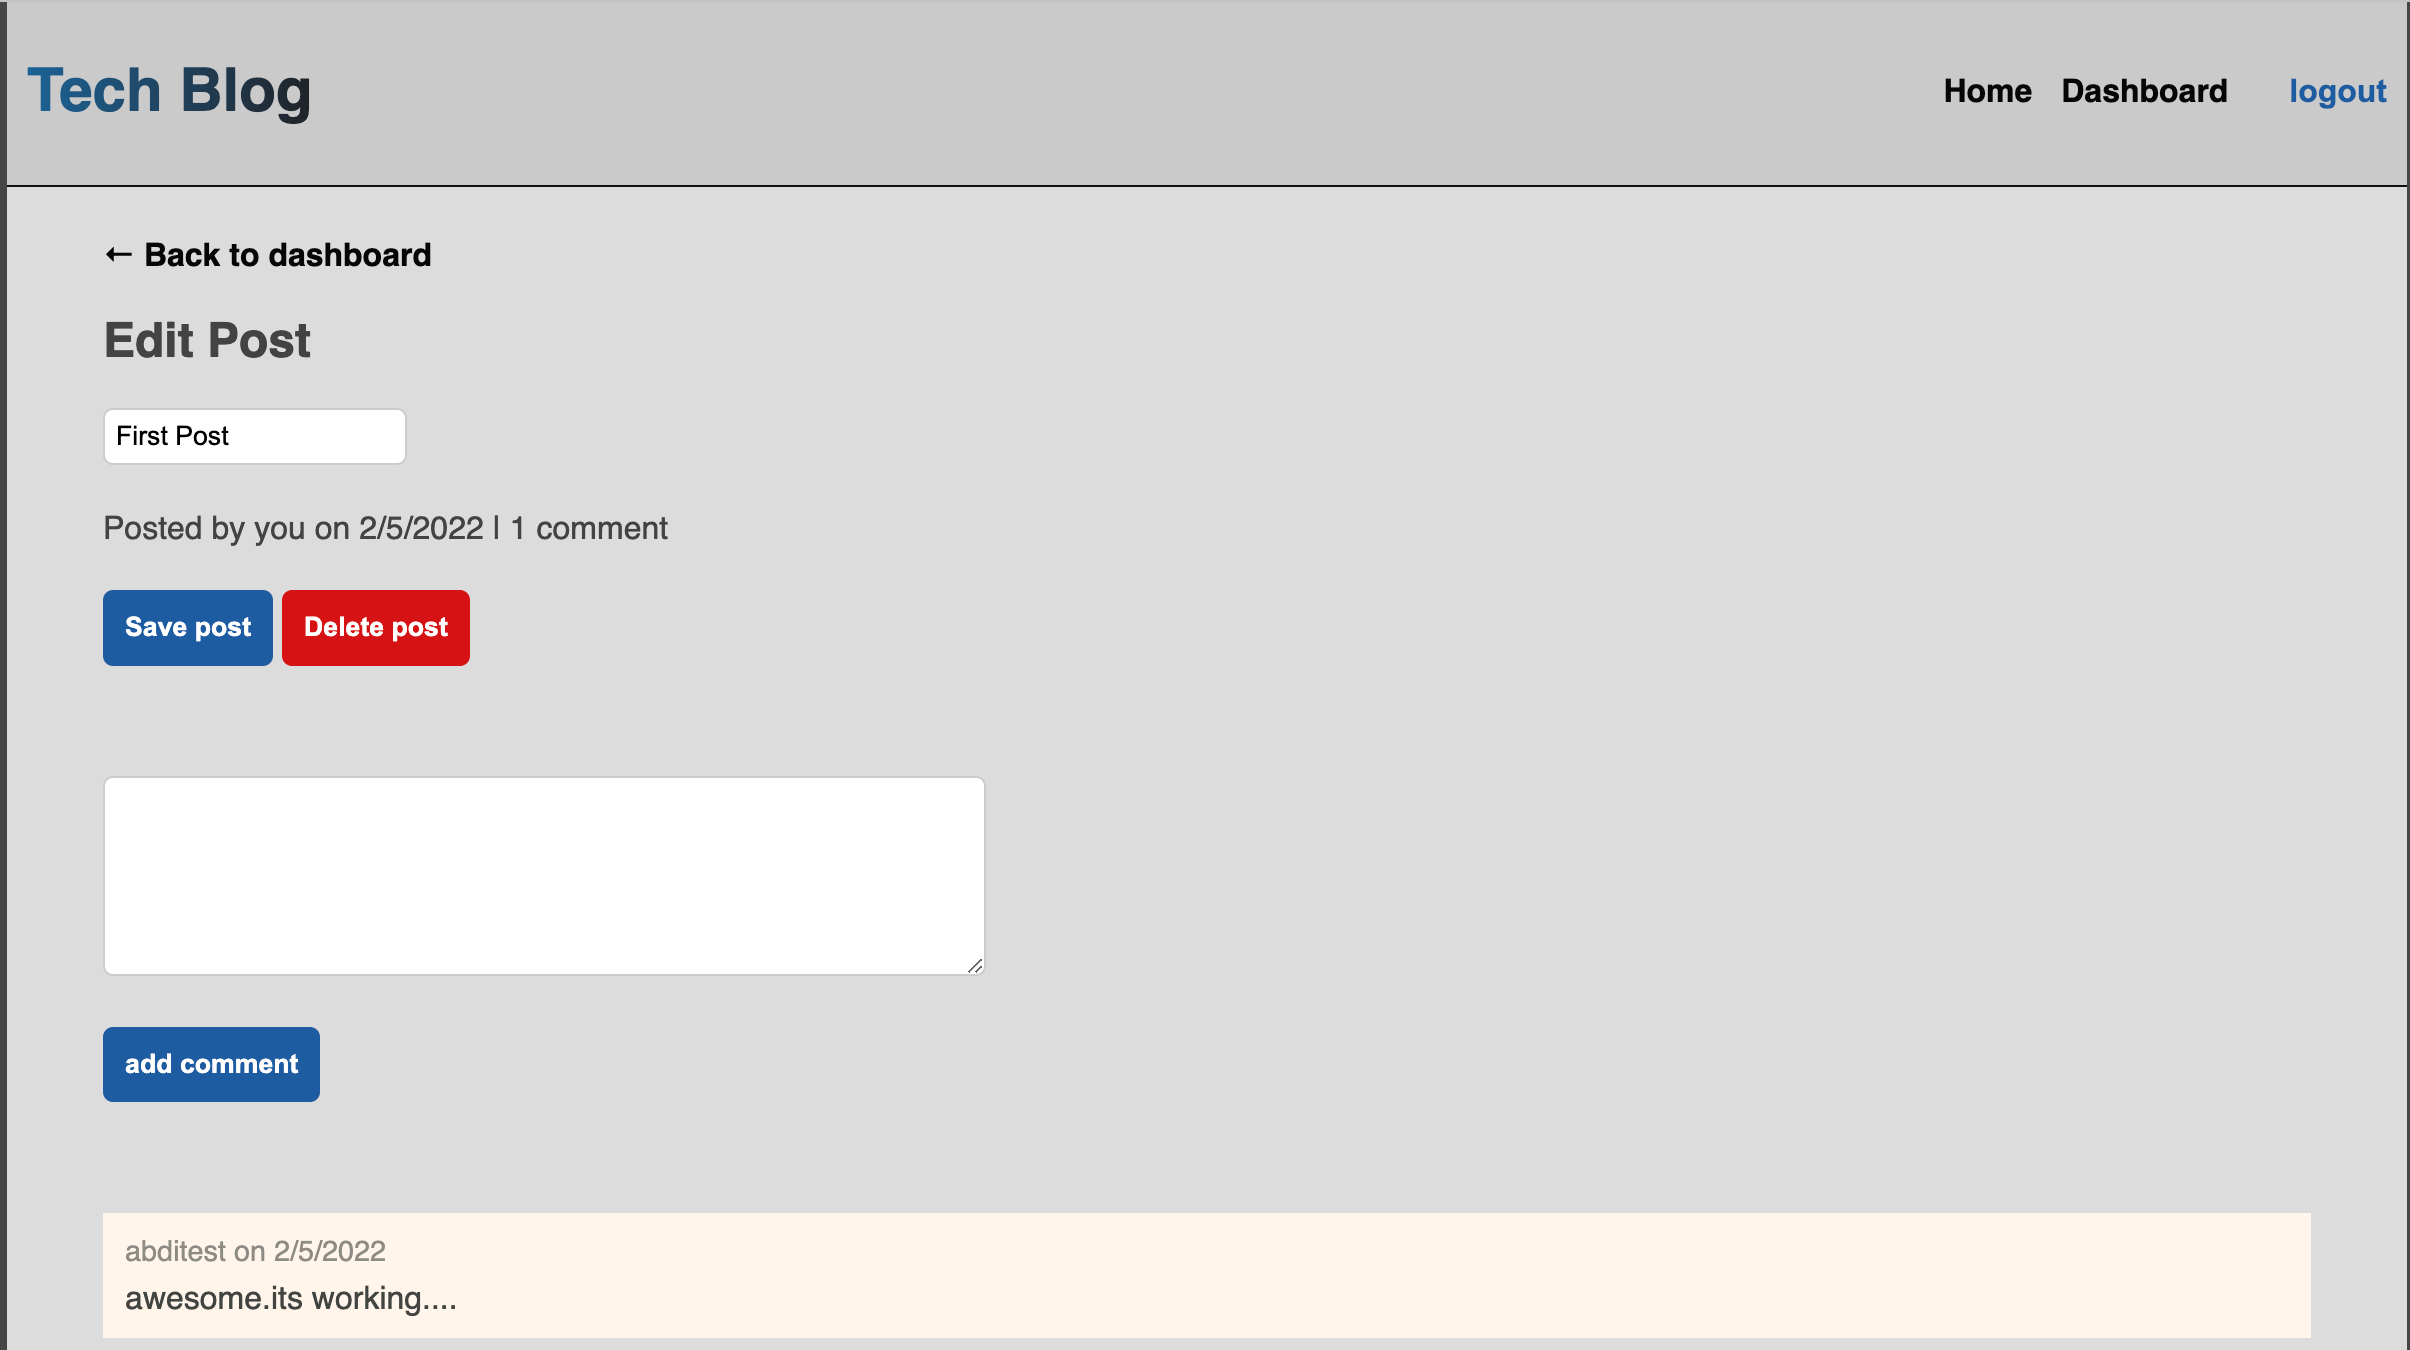 Tech Blog
Home Dashboard logout
← Back to dashboard
Edit Post
First Post
Posted by you on 2/5/2022 | 1 comment
Save post Delete post
add comment
abditest on 2/5/2022
awesome.its working....